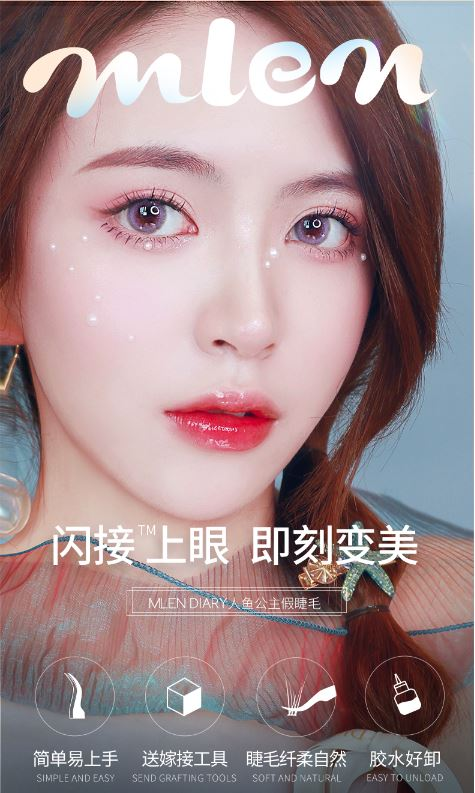 mlen
闪接™上眼 即刻变美
MLEN DIARY人鱼公主假睫毛
简单易上手 送嫁接工具 睫毛纤柔自然 胶水好卸
SIMPLE AND EASY SEND GRAFTING TOOLS SOFT AND NATURAL EASY TO UNLOAD